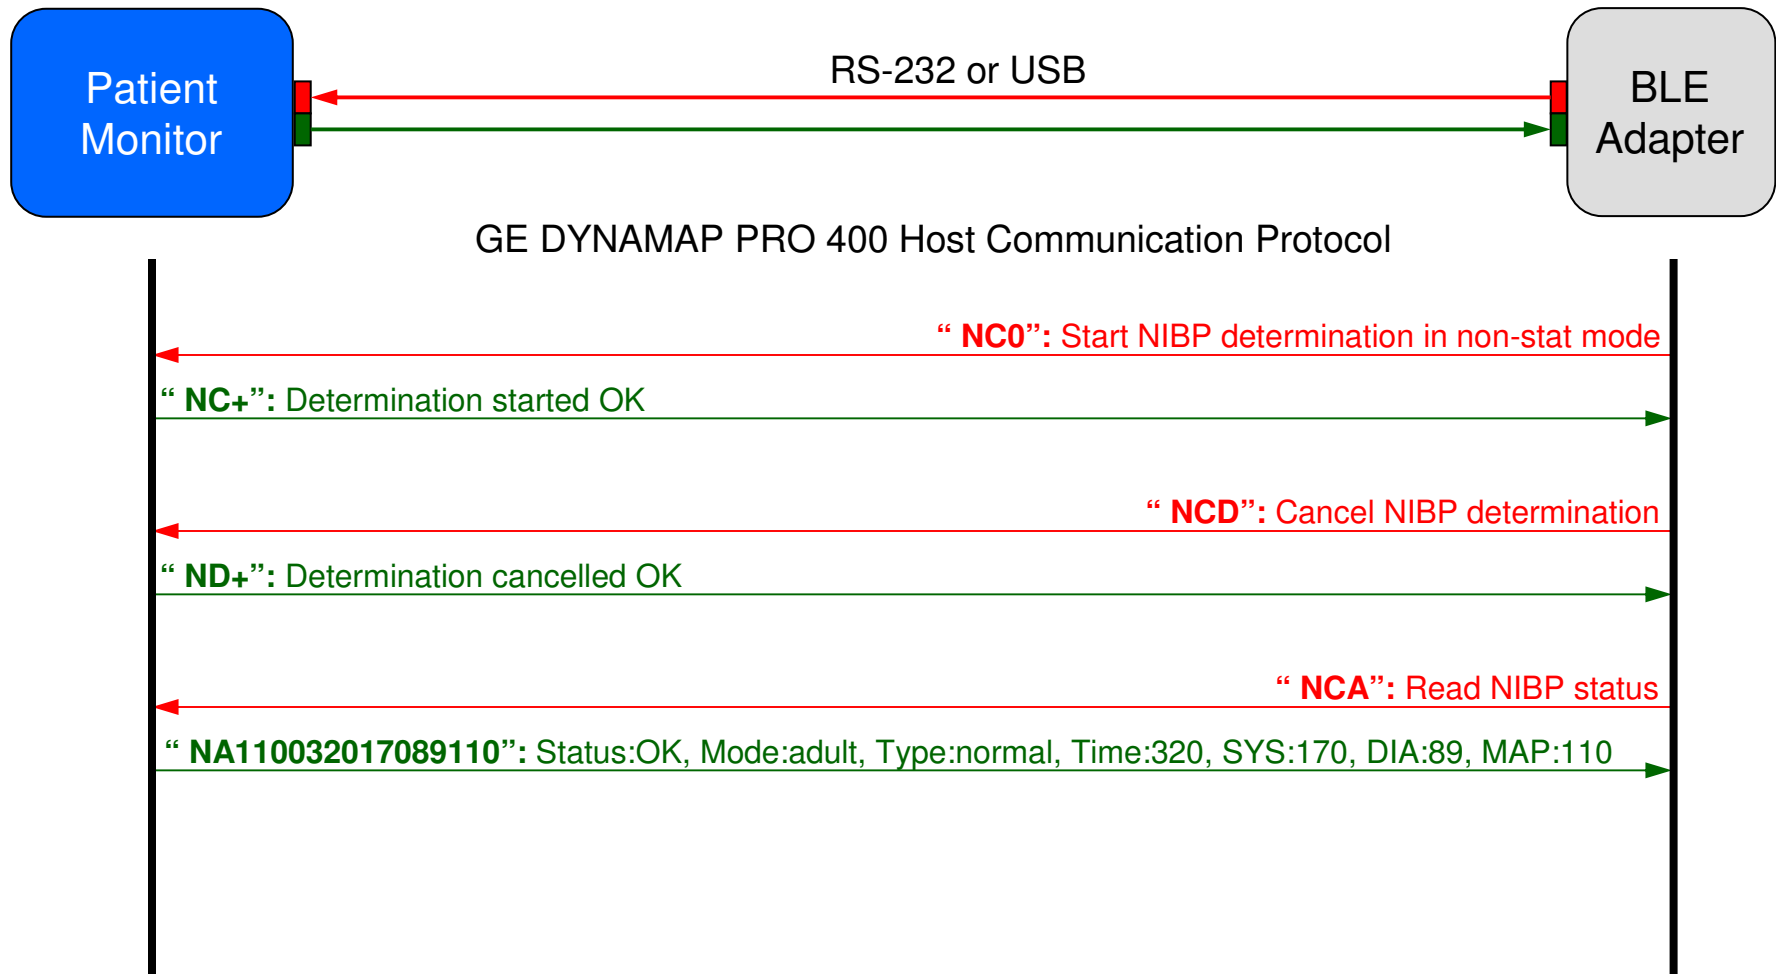 Patient
Monitor
RS-232 or USB
BLE
Adapter
GE DYNAMAP PRO 400 Host Communication Protocol
“ NC0”: Start NIBP determination in non-stat mode
“ NC+”: Determination started OK
“ NCD”: Cancel NIBP determination
“ ND+”: Determination cancelled OK
“ NCA”: Read NIBP status
“ NA110032017089110”: Status:OK, Mode:adult, Type:normal, Time:320, SYS:170, DIA:89, MAP:110